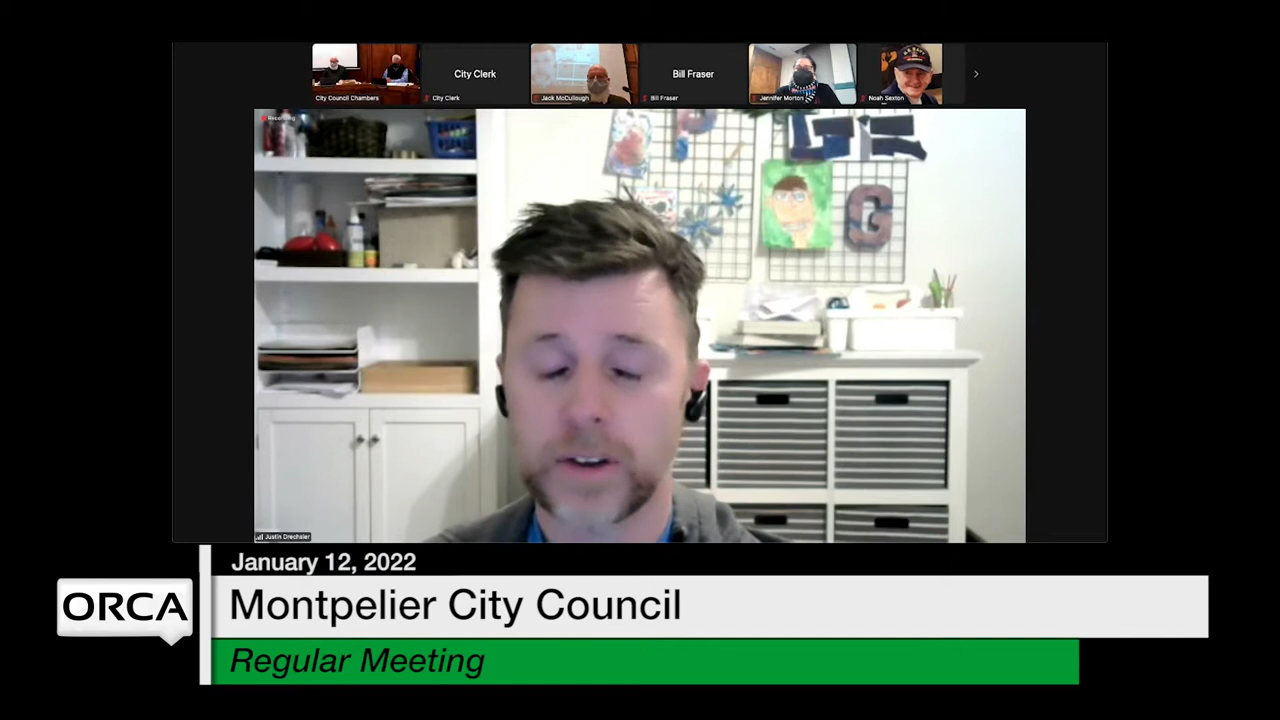 City Clerk
Bill Fraser
City Council Chambers
City Clerk
Jack McCullough
Bill Fraser
Jennifer Morton
Noah Sexton
Recording
P
G E
G
Justin Drechsler
January 12, 2022
ORCA
Montpelier City Council
Regular Meeting